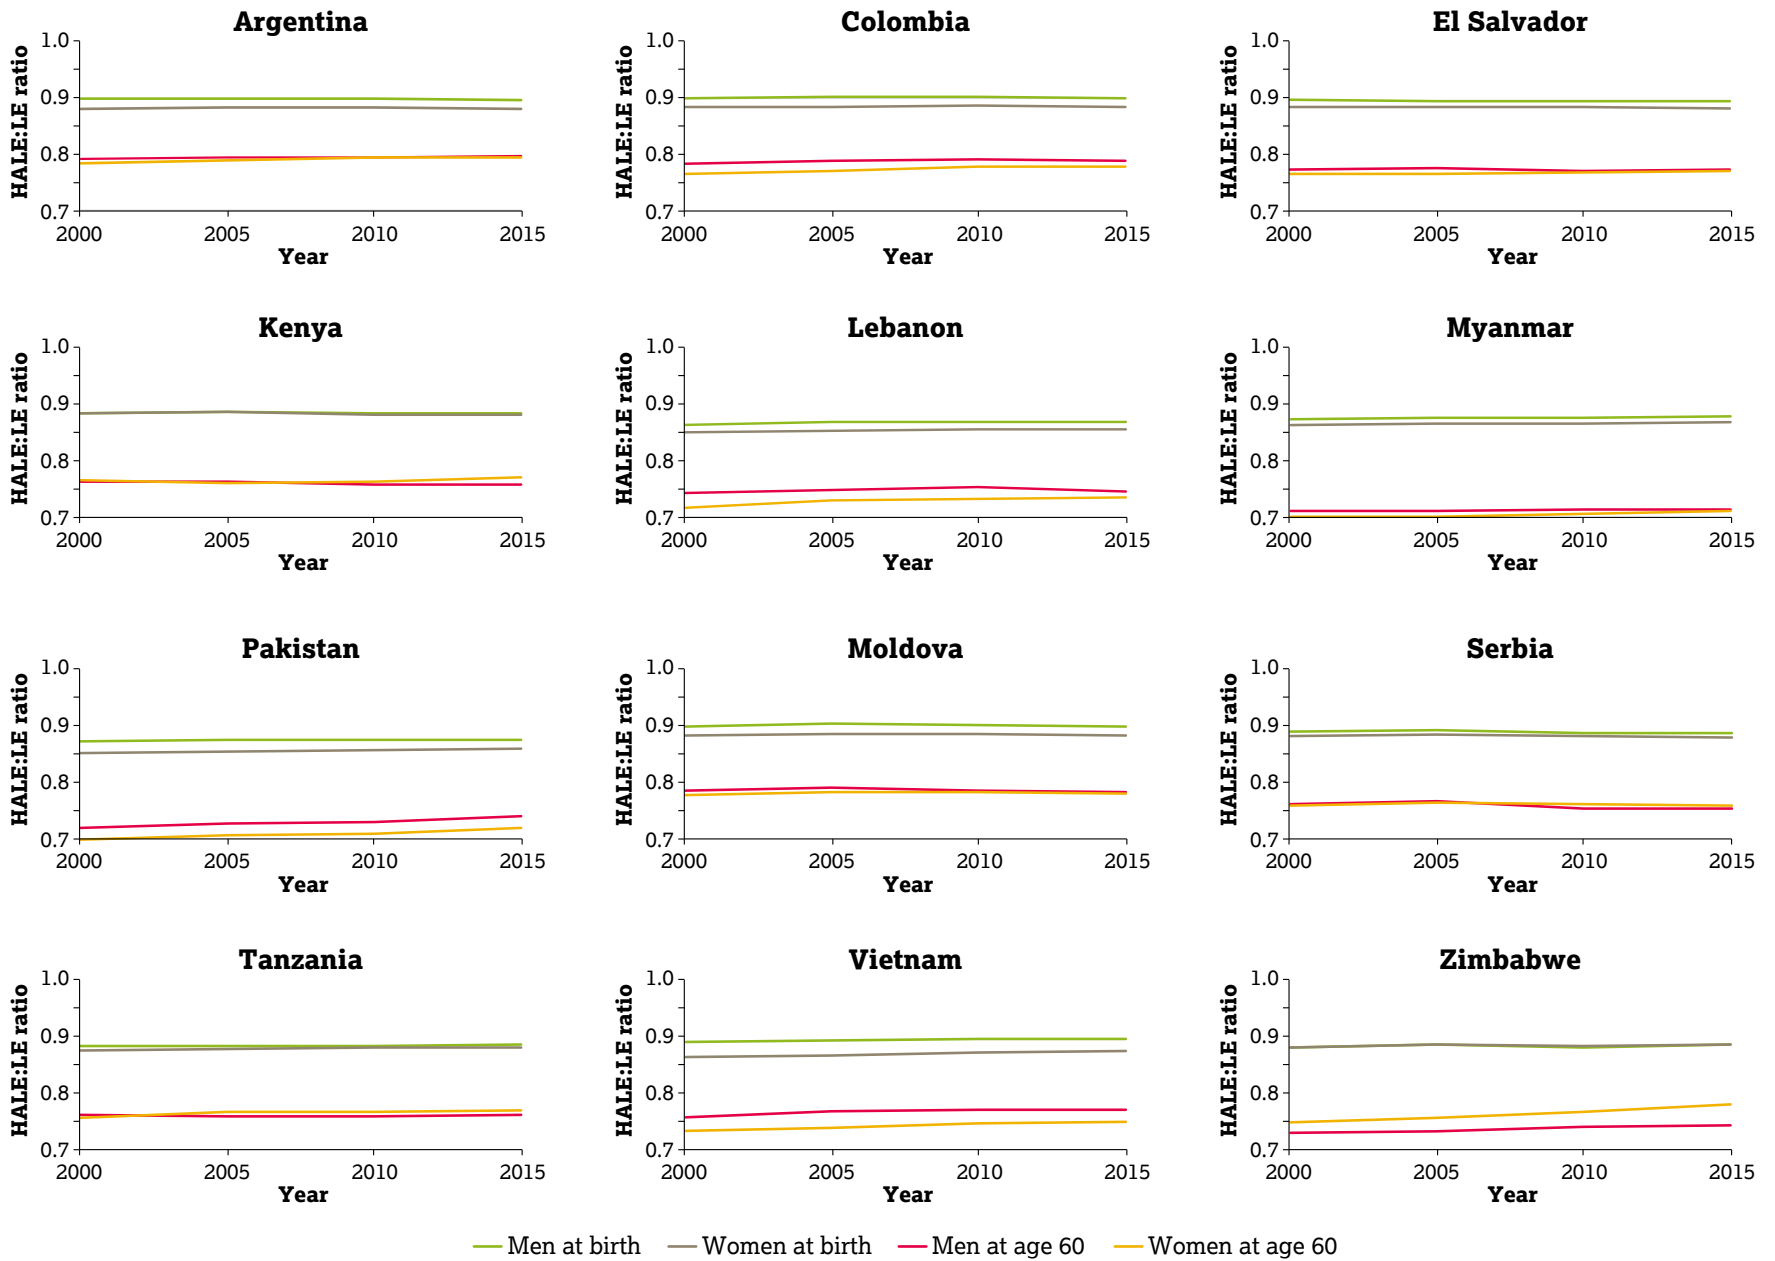 Argentina
HALE:LE ratio
1.0
0.9
0.8
0.7
2000 2005 2010 2015
Year
Colombia
HALE:LE ratio
1.0
0.9
0.8
0.7
2000 2005 2010 2015
Year
El Salvador
HALE:LE ratio
1.0
0.9
0.8
0.7
2000 2005 2010 2015
Year
Kenya
HALE:LE ratio
1.0
0.9
0.8
0.7
2000 2005 2010 2015
Year
Lebanon
HALE:LE ratio
1.0
0.9
0.8
0.7
2000 2005 2010 2015
Year
Myanmar
HALE:LE ratio
1.0
0.9
0.8
0.7
2000 2005 2010 2015
Year
Pakistan
HALE:LE ratio
1.0
0.9
0.8
0.7
2000 2005 2010 2015
Year
Moldova
HALE:LE ratio
1.0
0.9
0.8
0.7
2000 2005 2010 2015
Year
Serbia
HALE:LE ratio
1.0
0.9
0.8
0.7
2000 2005 2010 2015
Year
Tanzania
HALE:LE ratio
1.0
0.9
0.8
0.7
2000 2005 2010 2015
Year
Vietnam
HALE:LE ratio
1.0
0.9
0.8
0.7
2000 2005 2010 2015
Year
Zimbabwe
HALE:LE ratio
1.0
0.9
0.8
0.7
2000 2005 2010 2015
Year
Men at birth Women at birth Men at age 60 Women at age 60